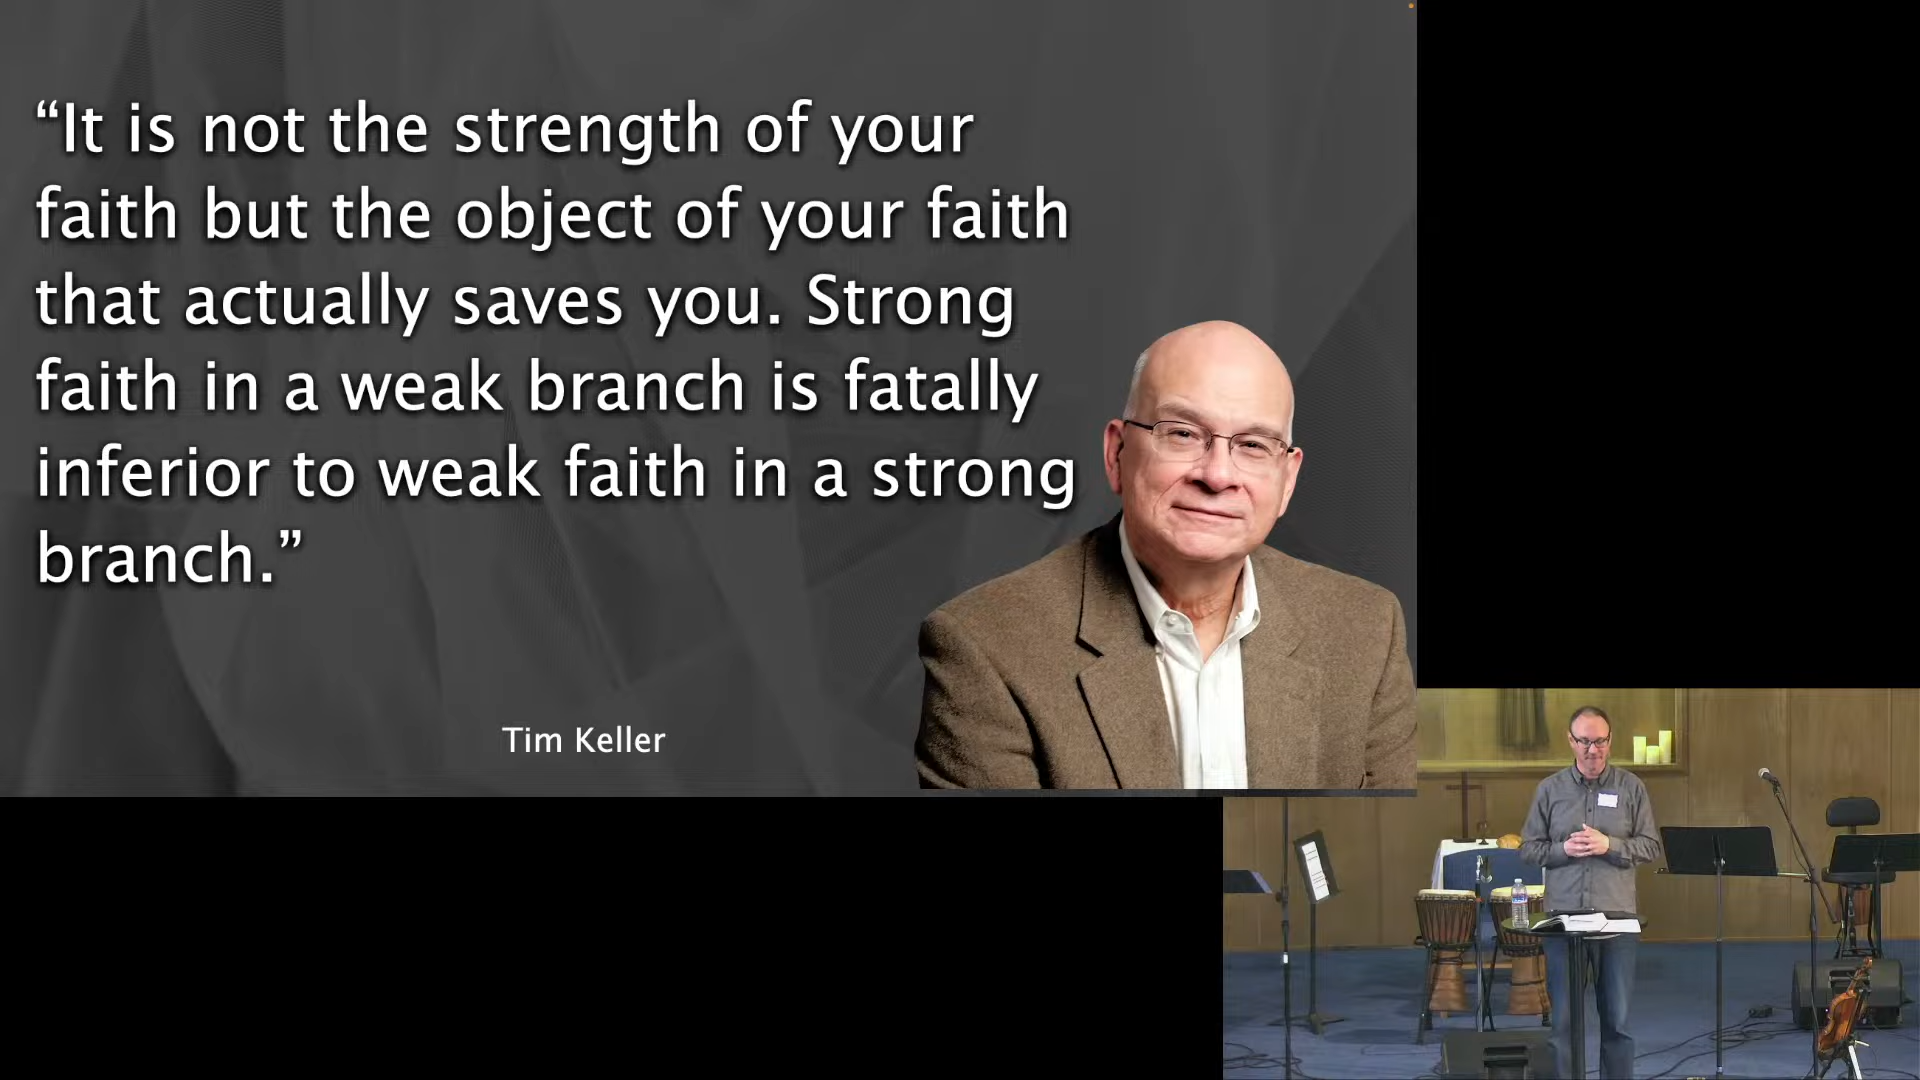 “It is not the strength of your
faith but the object of your faith
that actually saves you. Strong
faith in a weak branch is fatally
inferior to weak faith in a strong
branch.”
Tim Keller